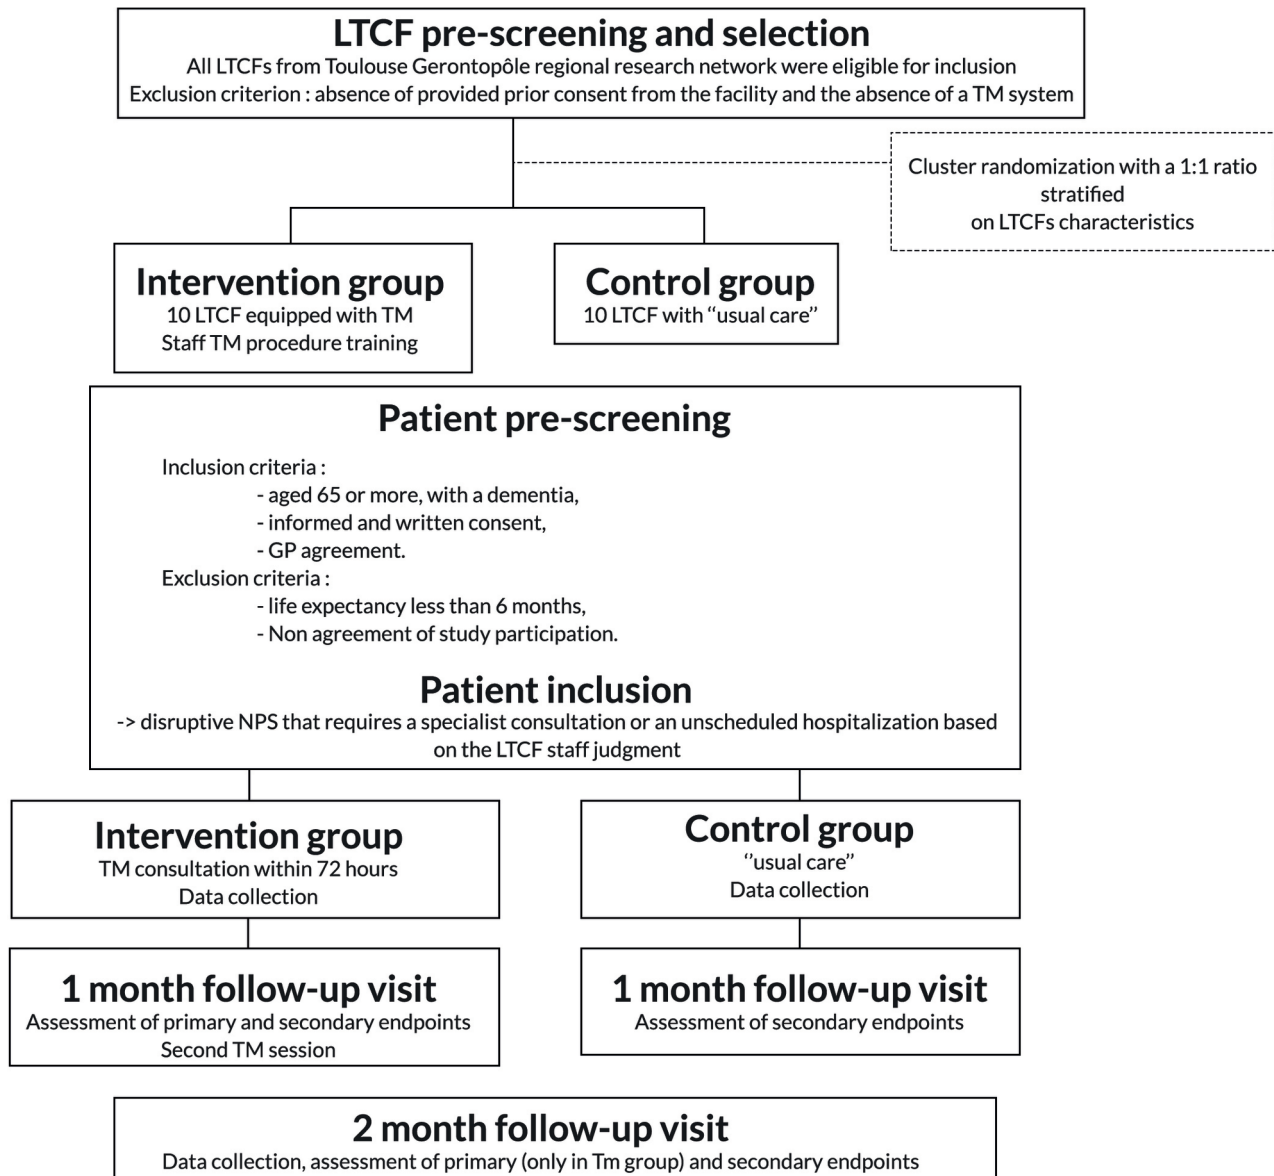 LTCF pre-screening and selection
All LTCFs from Toulouse Gerontopôle regional research network were eligible for inclusion
Exclusion criterion : absence of provided prior consent from the facility and the absence of a TM system
Cluster randomization with a 1:1 ratio
stratified
on LTCFs characteristics
Intervention group
10 LTCF equipped with TM
Staff TM procedure training
Control group
10 LTCF with “usual care”
Patient pre-screening
Inclusion criteria :
- aged 65 or more, with a dementia,
- informed and written consent,
- GP agreement.
Exclusion criteria :
- life expectancy less than 6 months,
- Non agreement of study participation.
Patient inclusion
-> disruptive NPS that requires a specialist consultation or an unscheduled hospitalization based
on the LTCF staff judgment
Intervention group
TM consultation within 72 hours
Data collection
Control group
‘’usual care’’
Data collection
1 month follow-up visit
Assessment of primary and secondary endpoints
Second TM session
1 month follow-up visit
Assessment of secondary endpoints
2 month follow-up visit
Data collection, assessment of primary (only in Tm group) and secondary endpoints